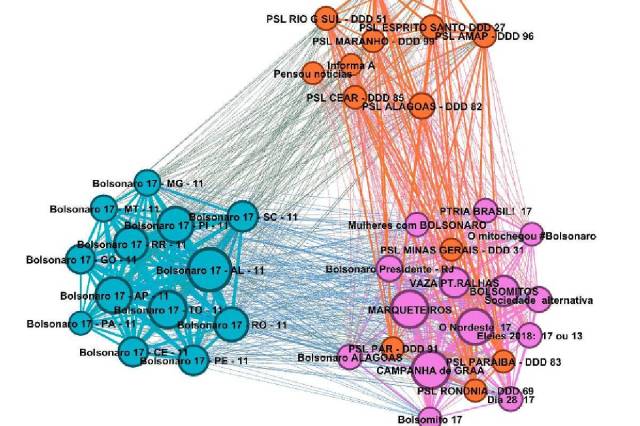 PSL RIO G SUL - DDD 51
PSL ESPRITO SANTO DDD 27
PSL AMAP - DDD 96
PSL MARANHO - DDD 99
Informa A
Pensou notícias
PSL CEAR - DDD 85
PSL ALAGOAS - DDD 82
Bolsonaro 17 - MG - 11
Bolsonaro 17 - MT - 11
Bolsonaro 17 - PI - 11
Bolsonaro 17 - SC - 11
Bolsonaro 17 - RR - 11
Bolsonaro 17 - GO - 11
Bolsonaro 17 - AL - 11
Bolsonaro 17 - AP - 11
Bolsonaro 17 - TO - 11
Bolsonaro 17 - PA - 11
Bolsonaro 17 - RO - 11
Bolsonaro 17 - CE - 11
Bolsonaro 17 - PE - 11
PTRIA BRASIL! 17
Mulheres com BOLSONARO
O mitochegou #Bolsonaro
PSL MINAS GERAIS - DDD 31
Bolsonaro Presidente - RJ
VAZA PT.RALHAS
BOLSOMITOS
Sociedade alternativa
MARQUETEIROS
O Nordeste 17
Eleies 2018: 17 ou 13
PSL PAR - DDD 91
Bolsonaro ALAGOAS
PSL PARAIBA - DDD 83
CAMPANHA de GRAA
PSL RONDNIA - DDD 69
Dia 28 17
Bolsomito 17